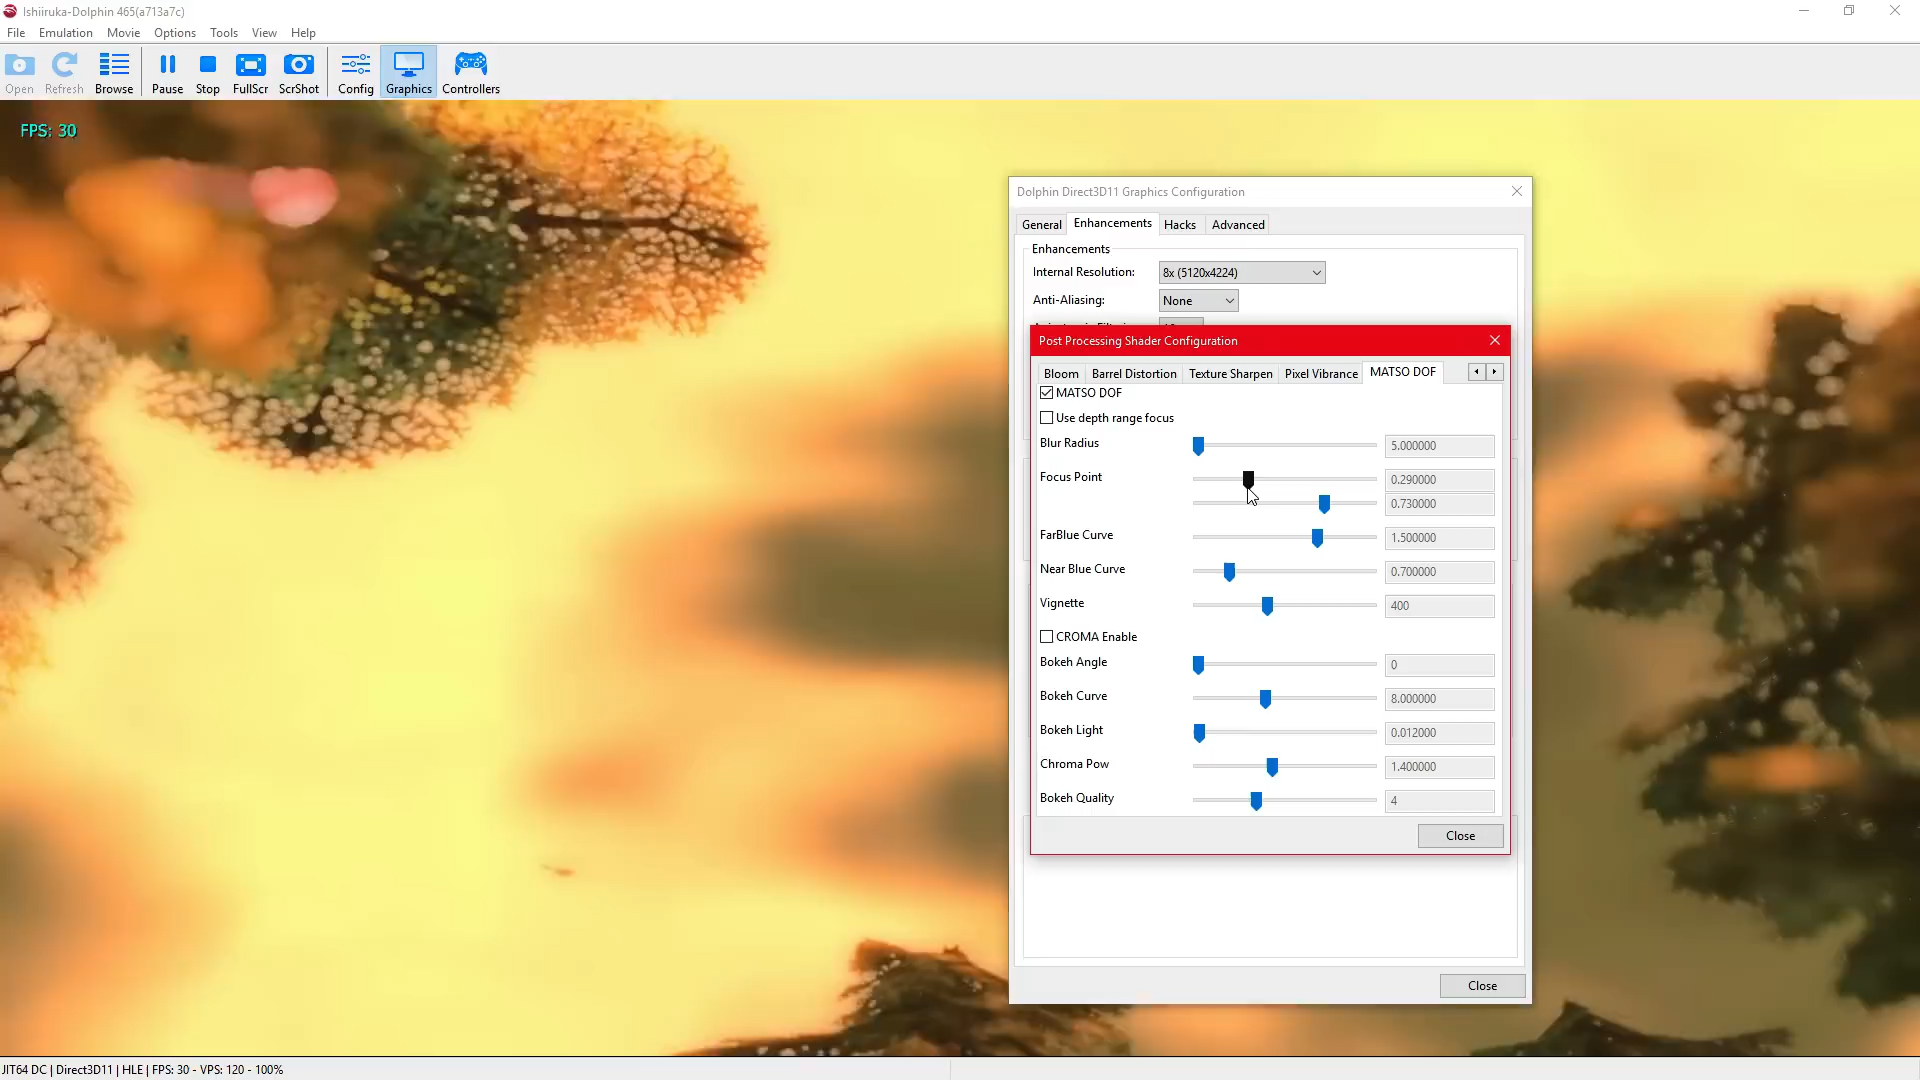 Ishiiruka-Dolphin 465(a713a7c)
File Emulation Movie Options Tools View Help
Open Refresh Browse Pause Stop FullScr ScrShot Config Graphics Controllers
FPS: 30
Dolphin Direct3D11 Graphics Configuration
General Enhancements Hacks Advanced
Enhancements
Internal Resolution: 8x (5120x4224)
Anti-Aliasing: None
Post Processing Shader Configuration
Bloom Barrel Distortion Texture Sharpen Pixel Vibrance MATSO DOF
MATSO DOF
Use depth range focus
Blur Radius 5.000000
Focus Point 0.290000
0.730000
FarBlue Curve 1.500000
Near Blue Curve 0.700000
Vignette 400
CROMA Enable
Bokeh Angle 0
Bokeh Curve 8.000000
Bokeh Light 0.012000
Chroma Pow 1.400000
Bokeh Quality 4
Close
Close
JIT64 DC | Direct3D11 | HLE | FPS: 30 - VPS: 120 - 100%